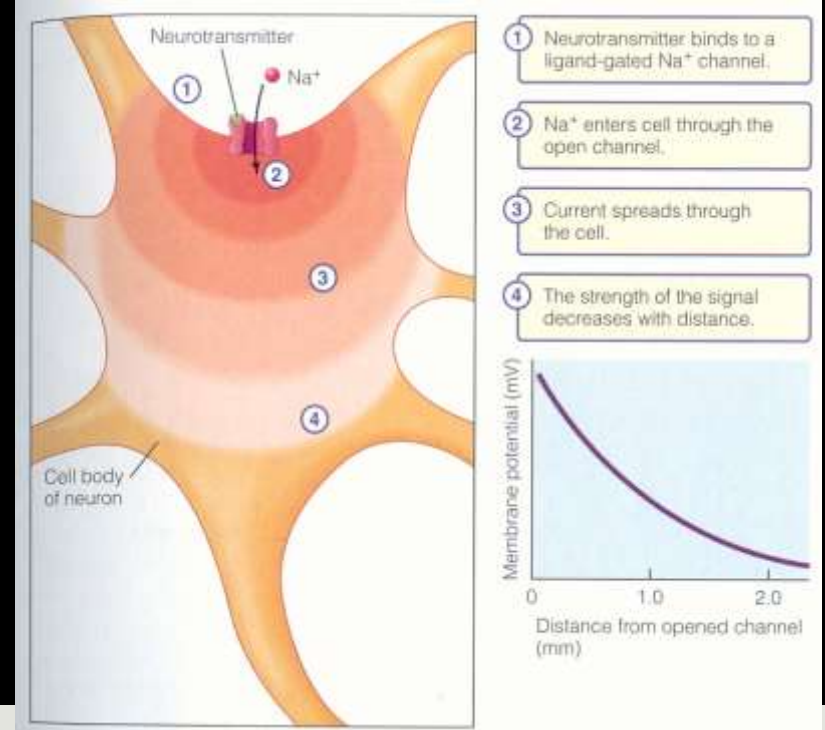 Neurotransmitter
Na⁺
1
2
3
4
Cell body
of neuron
1 Neurotransmitter binds to a
ligand-gated Na⁺ channel.
2 Na⁺ enters cell through the
open channel.
3 Current spreads through
the cell.
4 The strength of the signal
decreases with distance.
Membrane potential (mV)
0 1.0 2.0
Distance from opened channel
(mm)